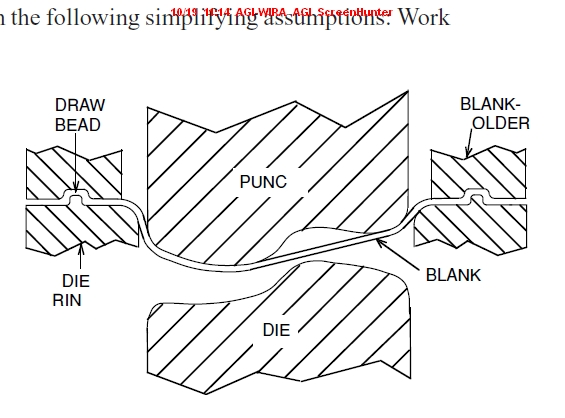 n the following simplifying assumptions: Work
DRAW
BEAD
BLANK-
OLDER
PUNC
BLANK
DIE
RIN
DIE